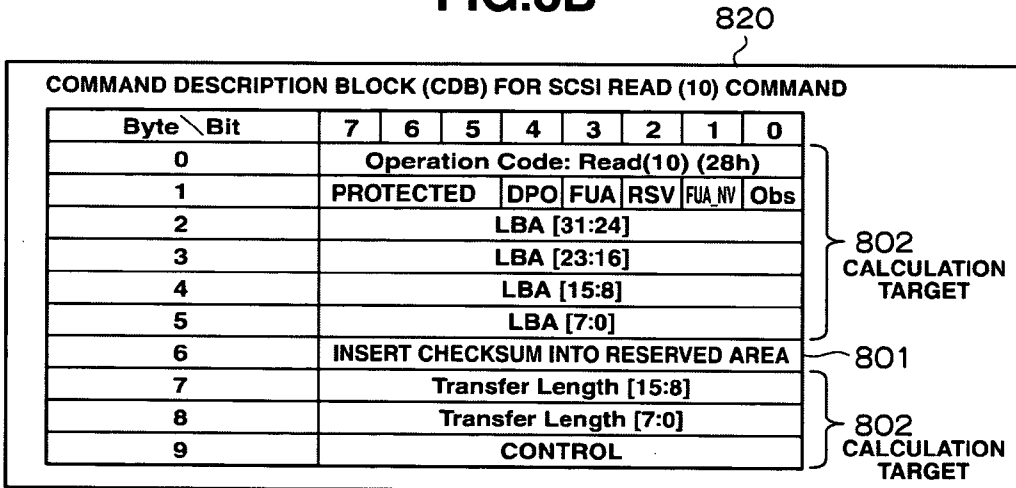 820
COMMAND DESCRIPTION BLOCK (CDB) FOR SCSI READ (10) COMMAND
Byte\Bit 7 6 5 4 3 2 1 0
0 Operation Code: Read(10) (28h)
1 PROTECTED DPO FUA RSV FUA_NV Obs
2 LBA [31:24]
3 LBA [23:16]
4 LBA [15:8]
5 LBA [7:0]
802
CALCULATION
TARGET
6 INSERT CHECKSUM INTO RESERVED AREA 801
7 Transfer Length [15:8]
8 Transfer Length [7:0]
9 CONTROL
802
CALCULATION
TARGET